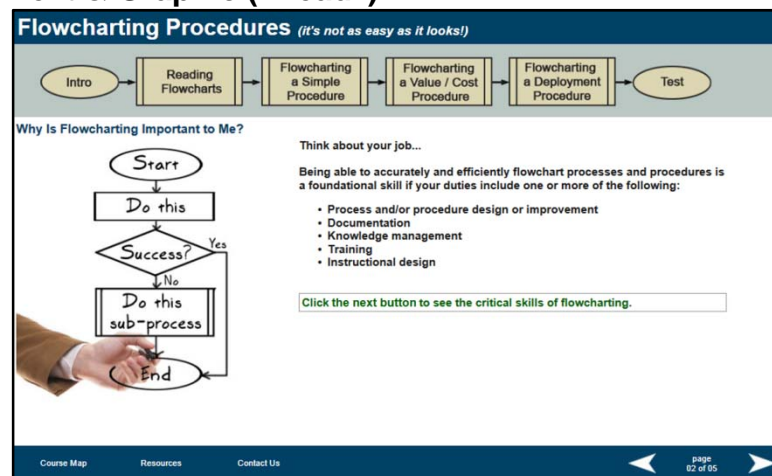 Flowcharting Procedures (it's not as easy as it looks!)
Intro
Reading
Flowcharts
Flowcharting
a Simple
Procedure
Flowcharting
a Value / Cost
Procedure
Flowcharting
a Deployment
Procedure
Test
Why Is Flowcharting Important to Me?
Start
Do this
Success?
Yes
No
Do this
sub-process
End
Think about your job...
Being able to accurately and efficiently flowchart processes and procedures is
a foundational skill if your duties include one or more of the following:
• Process and/or procedure design or improvement
• Documentation
• Knowledge management
• Training
• Instructional design
Click the next button to see the critical skills of flowcharting.
Course Map
Resources
Contact Us
page
02 of 05